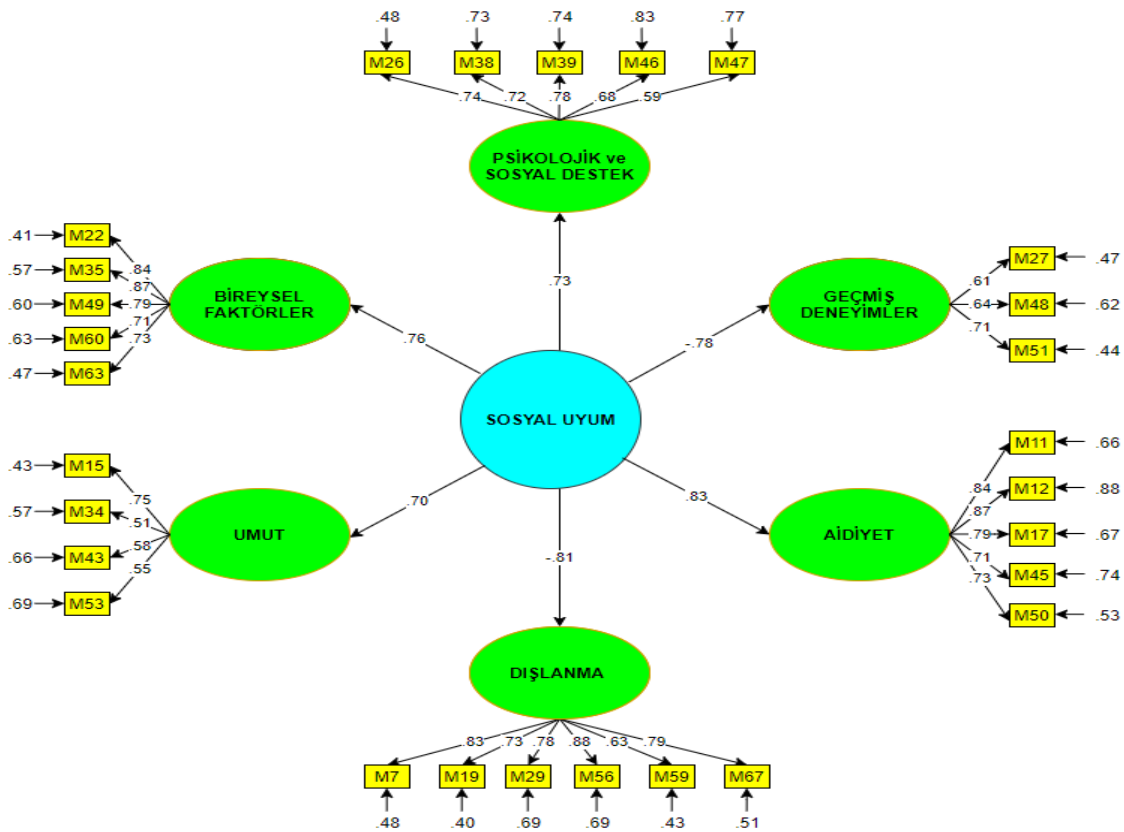 .48 .73 .74 .83 .77
M26 M38 M39 M46 M47
.74 .72 .78 .68 .59
PSİKOLOJİK ve
SOSYAL DESTEK
.73
.41 M22 .84
.57 M35 .87
.60 M49 .79
.63 M60 .71
.47 M63 .73
BİREYSEL
FAKTÖRLER
.76
GEÇMİŞ
DENEYİMLER
-.78
.61 M27 .47
.64 M48 .62
.71 M51 .44
SOSYAL UYUM
.43 M15 .75
.57 M34 .51
.66 M43 .58
.69 M53 .55
UMUT
.70
-.81
.83
AİDİYET
.84 M11 .66
.87 M12 .88
.79 M17 .67
.71 M45 .74
.73 M50 .53
DIŞLANMA
.83 .73 .78 .88 .63 .79
M7 M19 M29 M56 M59 M67
.48 .40 .69 .69 .43 .51